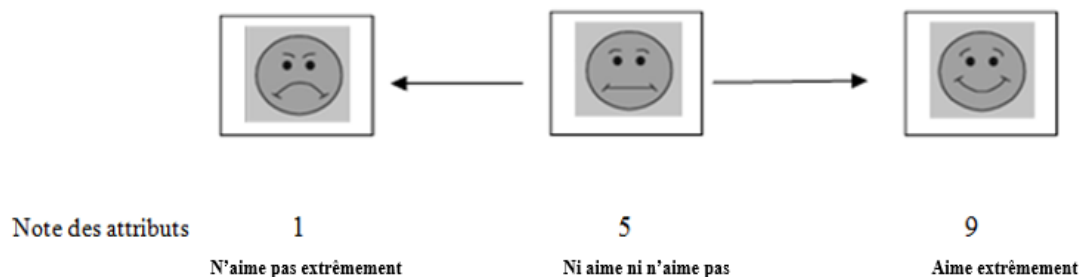 Note des attributs 1 5 9
N'aime pas extrêmement Ni aime ni n'aime pas Aime extrêmement